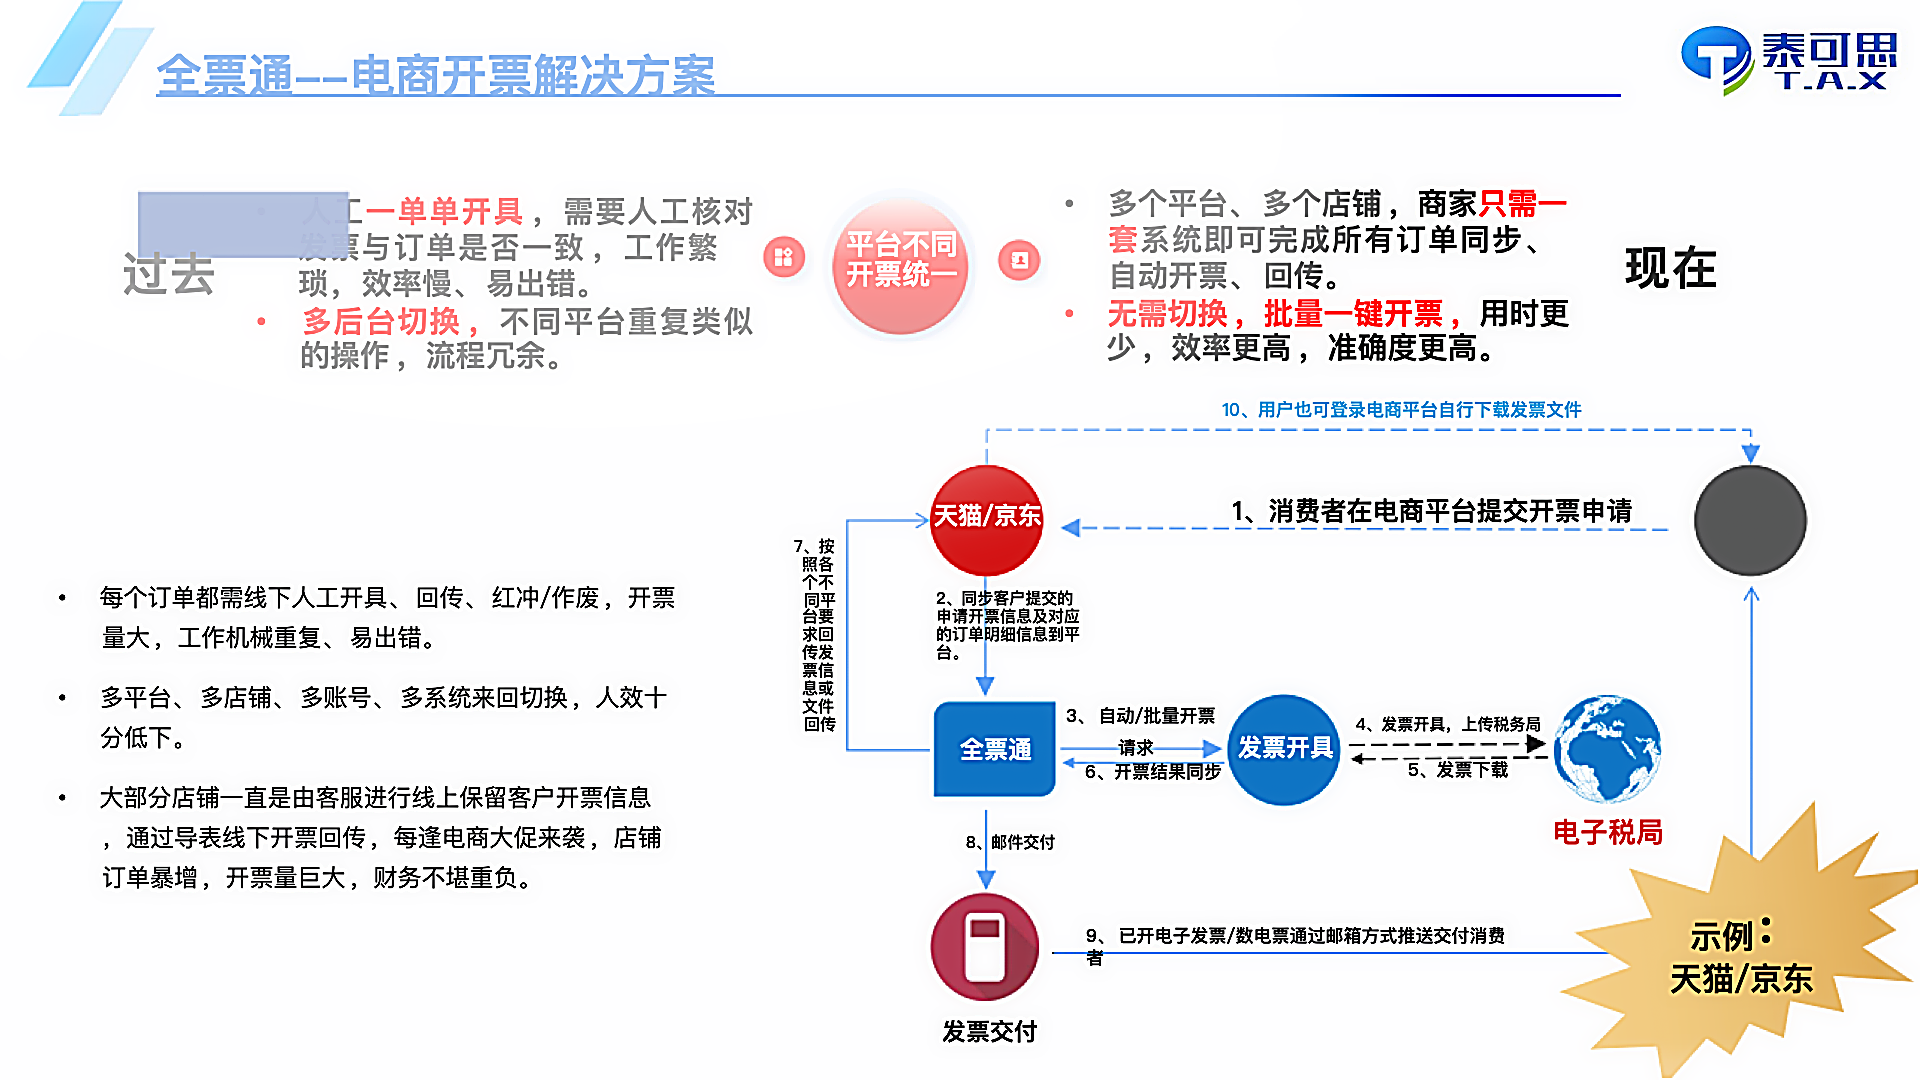 全票通--电商开票解决方案
泰可思
T.A.X
过去
人工一单单开具，需要人工核对
发票与订单是否一致，工作繁
琐，效率慢、易出错。
多后台切换，不同平台重复类似
的操作，流程冗余。
平台不同
开票统一
多个平台、多个店铺，商家只需一
套系统即可完成所有订单同步、
自动开票、回传。
无需切换，批量一键开票，用时更
少，效率更高，准确度更高。
现在
每个订单都需线下人工开具、回传、红冲/作废，开票
量大，工作机械重复、易出错。
多平台、多店铺、多账号、多系统来回切换，人效十
分低下。
大部分店铺一直是由客服进行线上保留客户开票信息
，通过导表线下开票回传，每逢电商大促来袭，店铺
订单暴增，开票量巨大，财务不堪重负。
10、用户也可登录电商平台自行下载发票文件
天猫/京东
1、消费者在电商平台提交开票申请
7、按
照各
个不
同平
台要
求回
传发
票信
息或
文件
回传
2、同步客户提交的
申请开票信息及对应
的订单明细信息到平
台。
全票通
3、自动/批量开票
请求
6、开票结果同步
发票开具
4、发票开具，上传税务局
5、发票下载
电子税局
8、邮件交付
9、已开电子发票/数电票通过邮箱方式推送交付消费
者
发票交付
示例：
天猫/京东